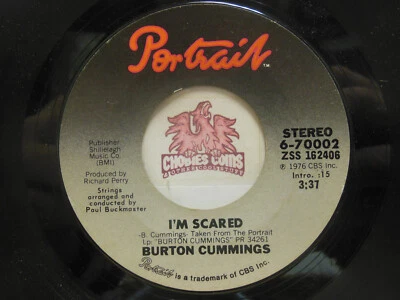 Portrait
Publisher
Shillelagh
Music Co.
(BMI)
Produced by
Richard Perry
Strings
arranged and
conducted by
Paul Buckmaster
STEREO
6-70002
ZSS 162406
℗ 1976 CBS Inc.
Intro. :15
3:37
CHOBIES COINS
I'M SCARED
-B. Cummings- Taken From The Portrait
Lp: "BURTON CUMMINGS" PR 34261
BURTON CUMMINGS
Portrait is a trademark of CBS Inc.